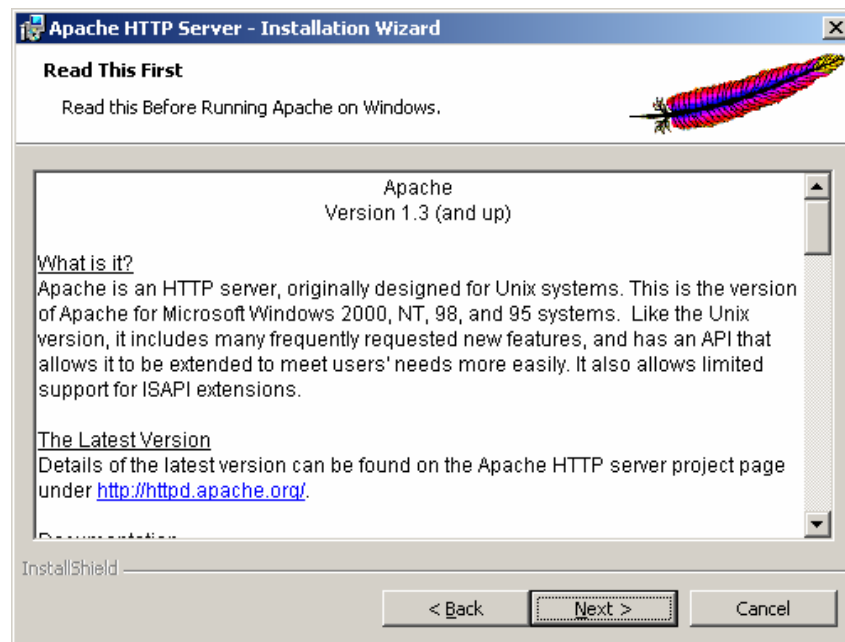 Apache HTTP Server - Installation Wizard
Read This First
Read this Before Running Apache on Windows.
Apache
Version 1.3 (and up)
What is it?
Apache is an HTTP server, originally designed for Unix systems. This is the version
of Apache for Microsoft Windows 2000, NT, 98, and 95 systems.  Like the Unix
version, it includes many frequently requested new features, and has an API that
allows it to be extended to meet users' needs more easily. It also allows limited
support for ISAPI extensions.
The Latest Version
Details of the latest version can be found on the Apache HTTP server project page
under http://httpd.apache.org/.
Documentation
InstallShield
< Back
Next >
Cancel